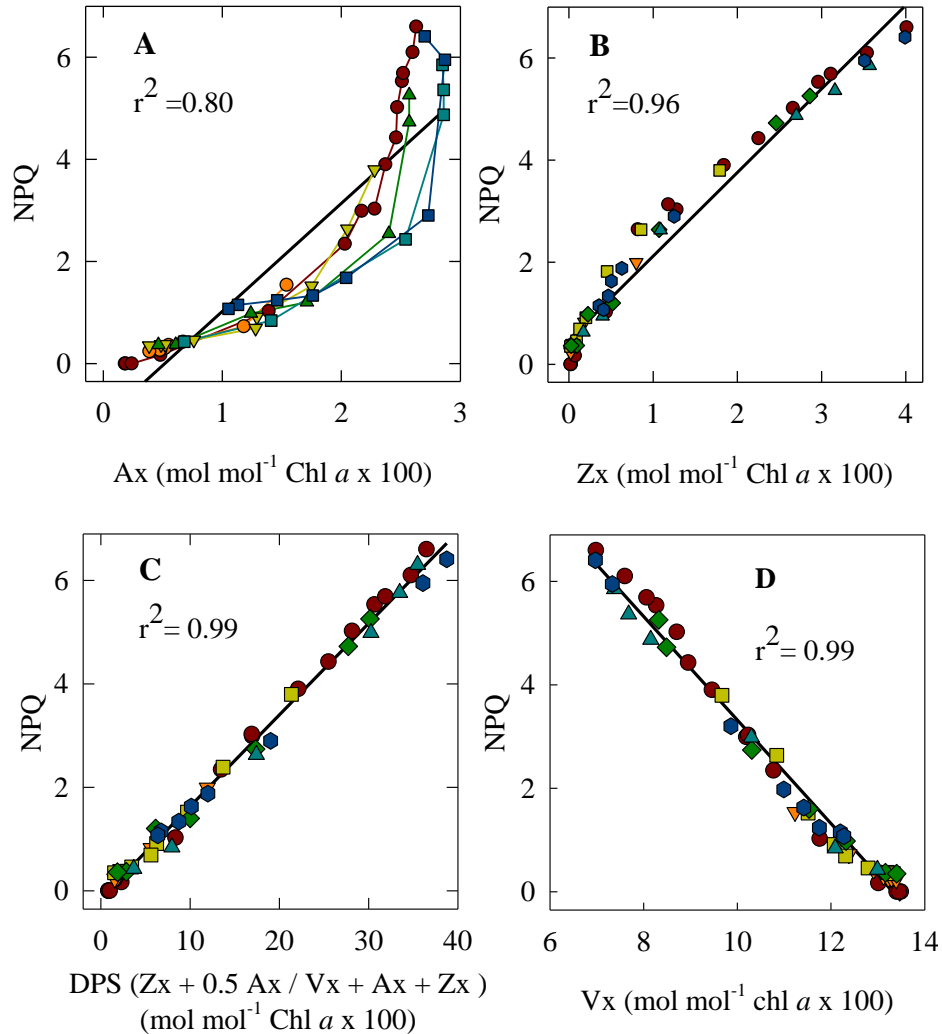 A
r² =0.80
NPQ
6
4
2
0
0 1 2 3
Ax (mol mol⁻¹ Chl a x 100)
B
r²=0.96
NPQ
6
4
2
0
0 1 2 3 4
Zx (mol mol⁻¹ Chl a x 100)
C
r²= 0.99
NPQ
6
4
2
0
0 10 20 30 40
DPS (Zx + 0.5 Ax / Vx + Ax + Zx )
(mol mol⁻¹ Chl a x 100)
D
r²= 0.99
NPQ
6
4
2
0
6 8 10 12 14
Vx (mol mol⁻¹ chl a x 100)